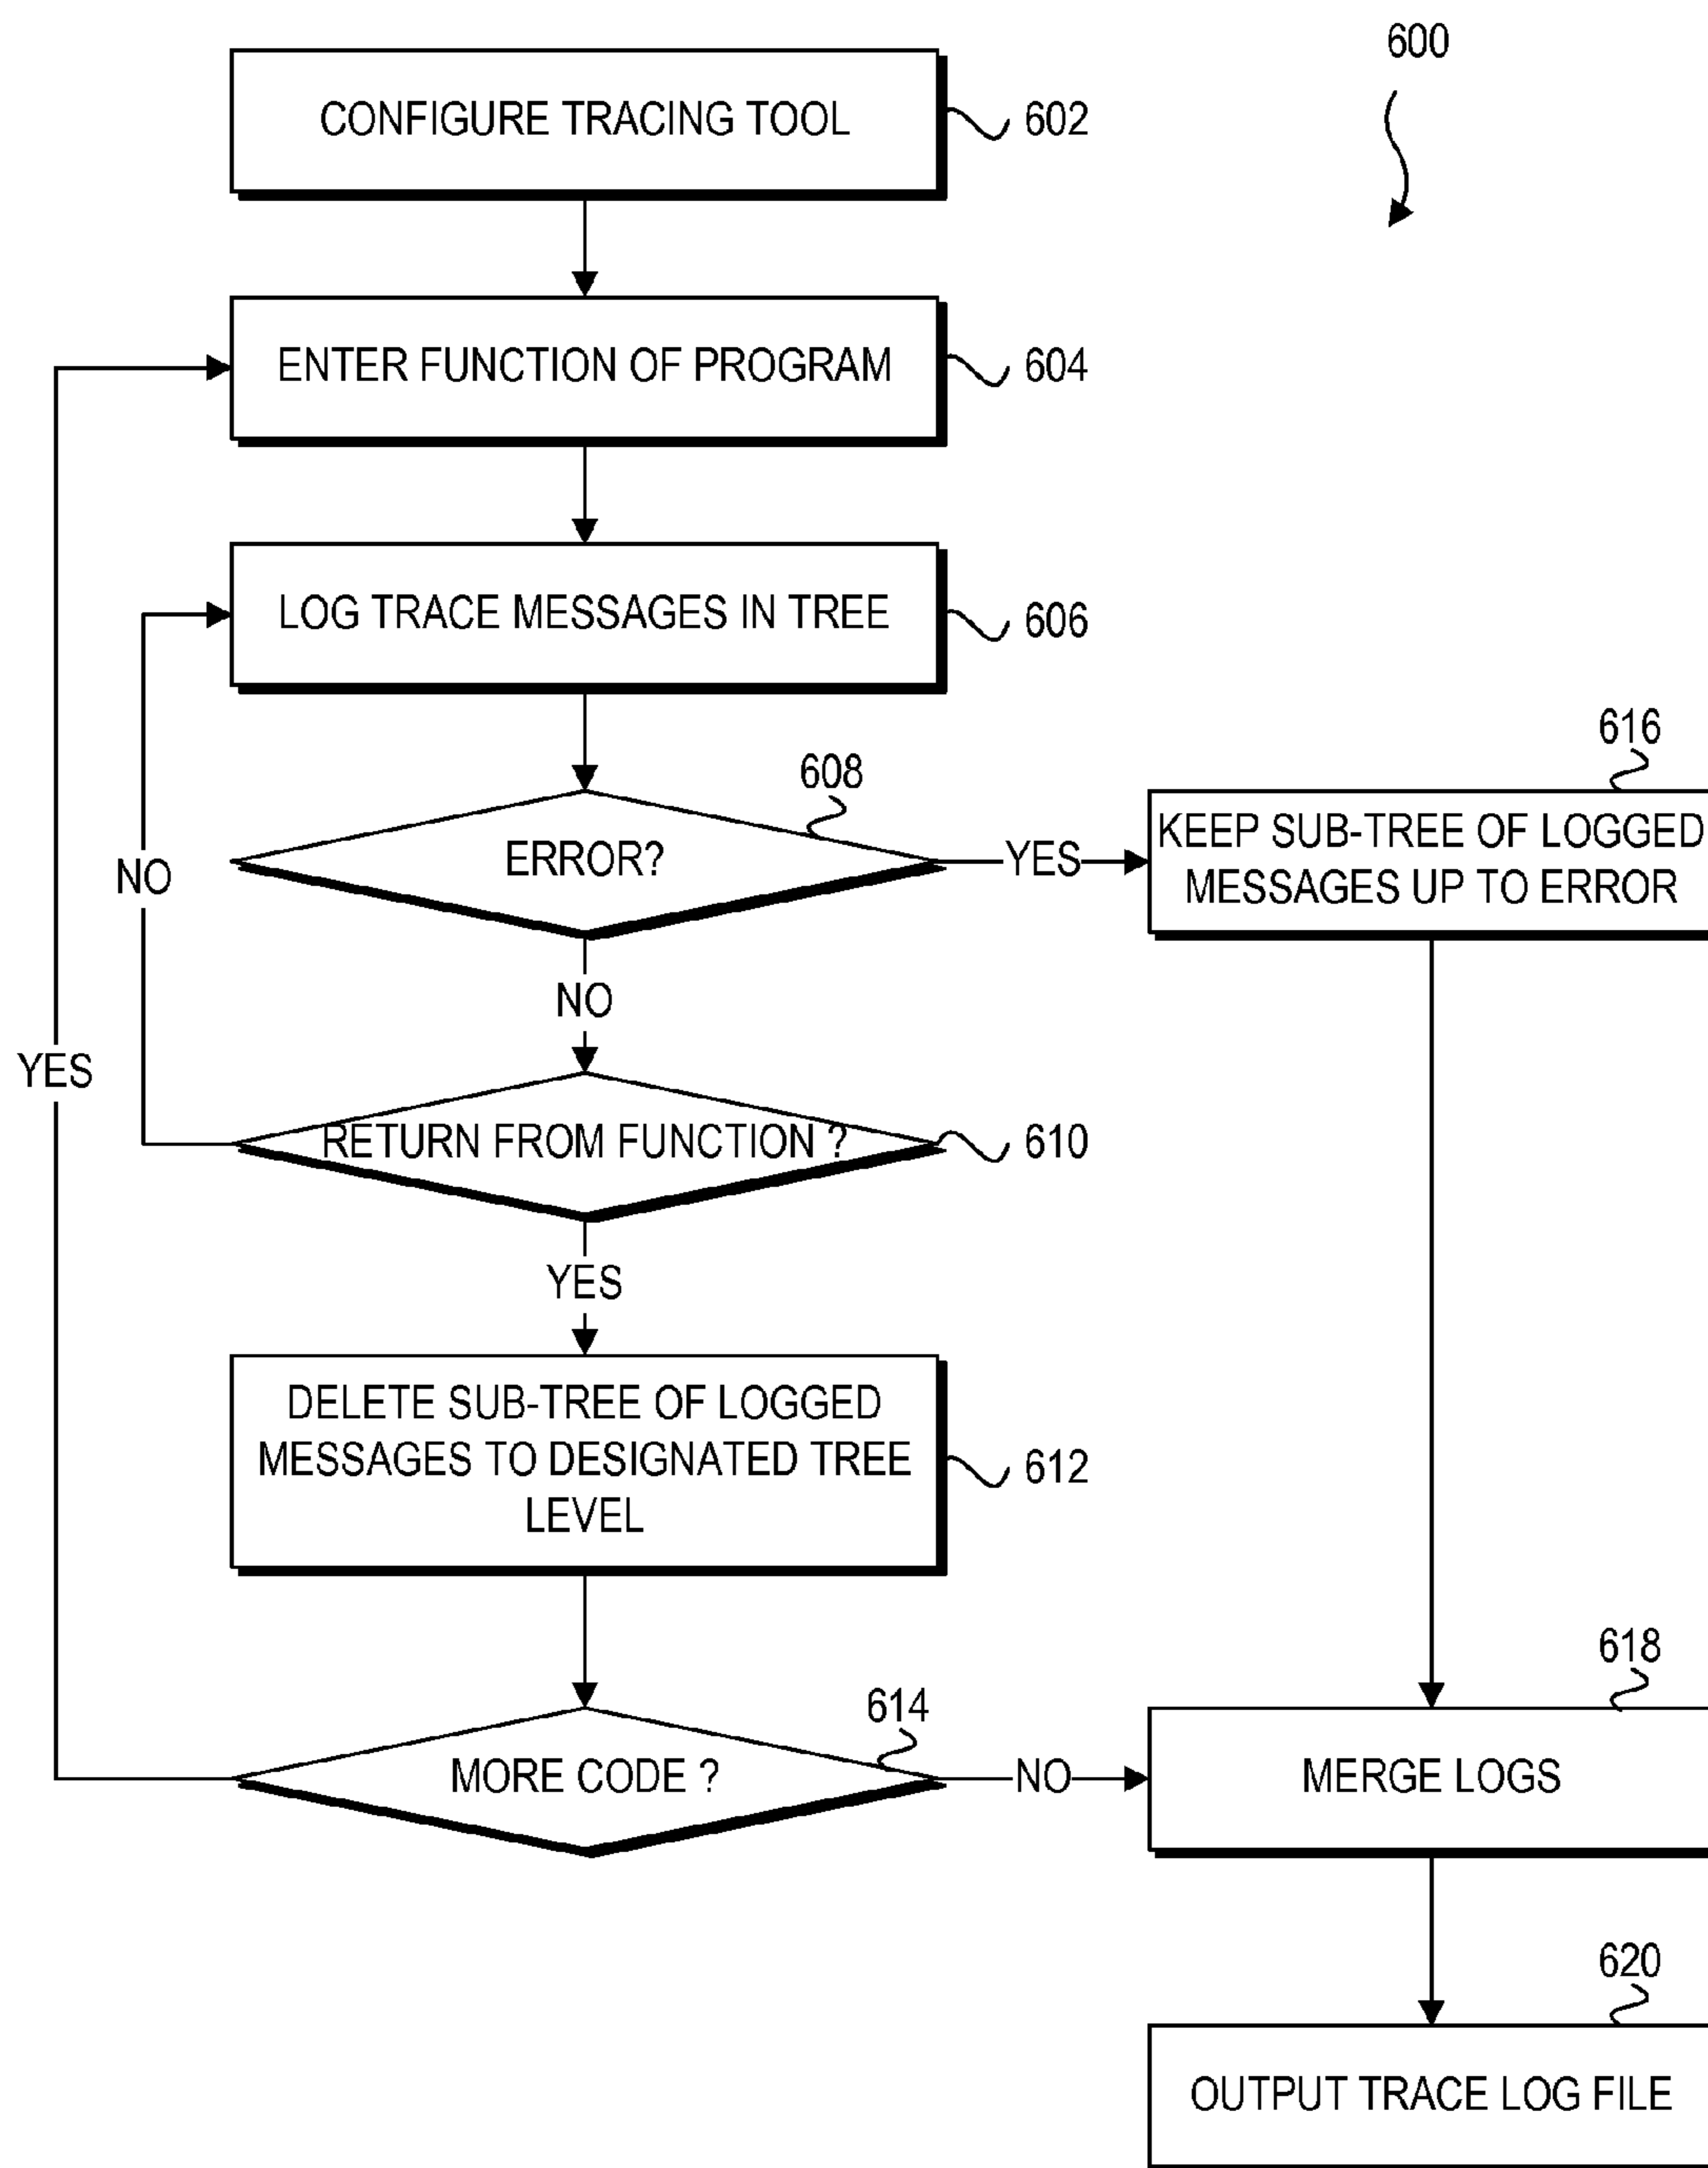 600
CONFIGURE TRACING TOOL
602
ENTER FUNCTION OF PROGRAM
604
LOG TRACE MESSAGES IN TREE
606
608
ERROR?
YES
616
KEEP SUB-TREE OF LOGGED
MESSAGES UP TO ERROR
NO
NO
YES
RETURN FROM FUNCTION ?
610
YES
DELETE SUB-TREE OF LOGGED
MESSAGES TO DESIGNATED TREE
LEVEL
612
614
MORE CODE ?
NO
618
MERGE LOGS
620
OUTPUT TRACE LOG FILE